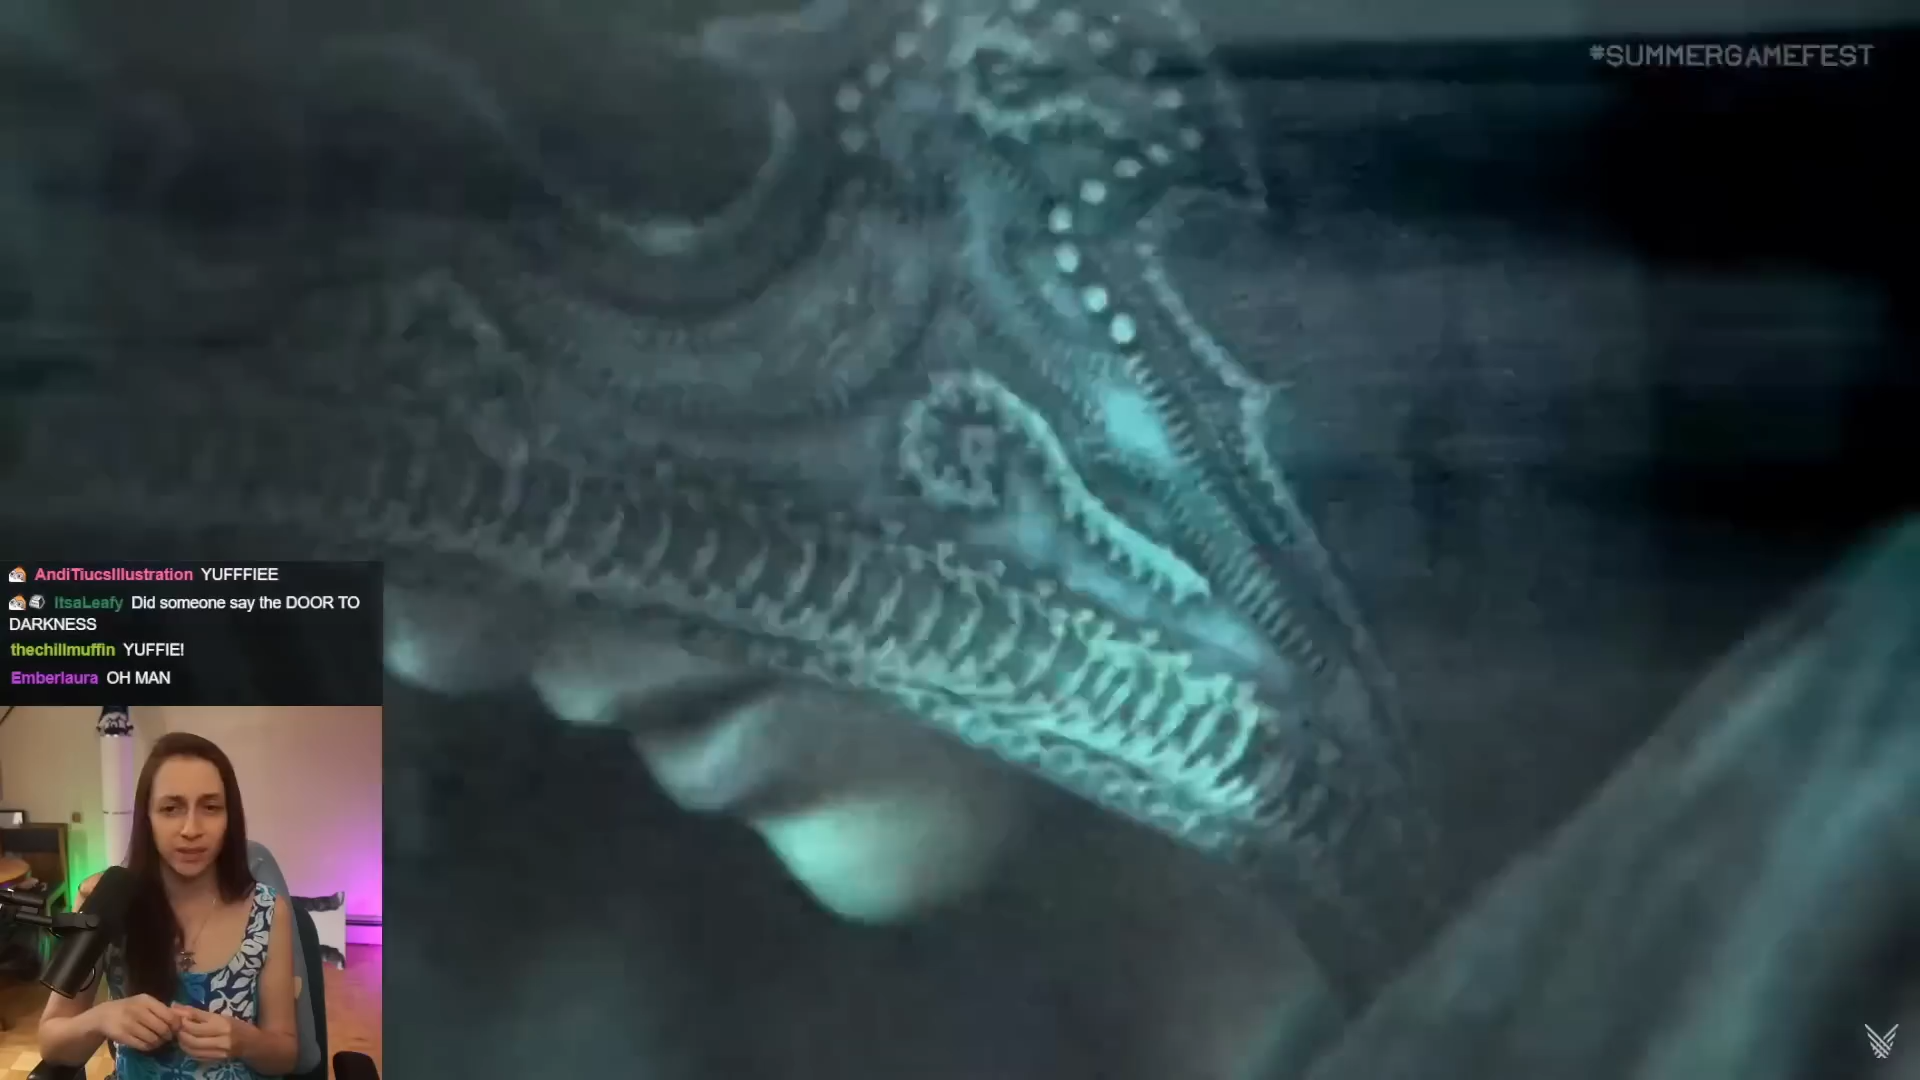 #SUMMERGAMEFEST
AndiTiucsIllustration YUFFFIEE
ItsaLeafy Did someone say the DOOR TO
DARKNESS
thechillmuffin YUFFIE!
Emberlaura OH MAN